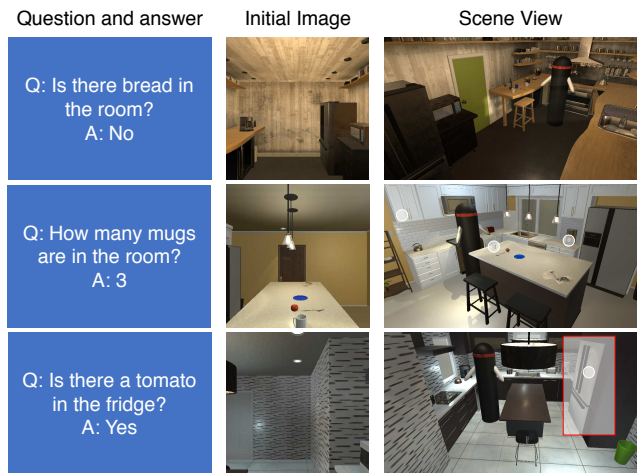 Question and answer
Initial Image
Scene View
Q: Is there bread in
the room?
A: No
Q: How many mugs
are in the room?
A: 3
Q: Is there a tomato
in the fridge?
A: Yes